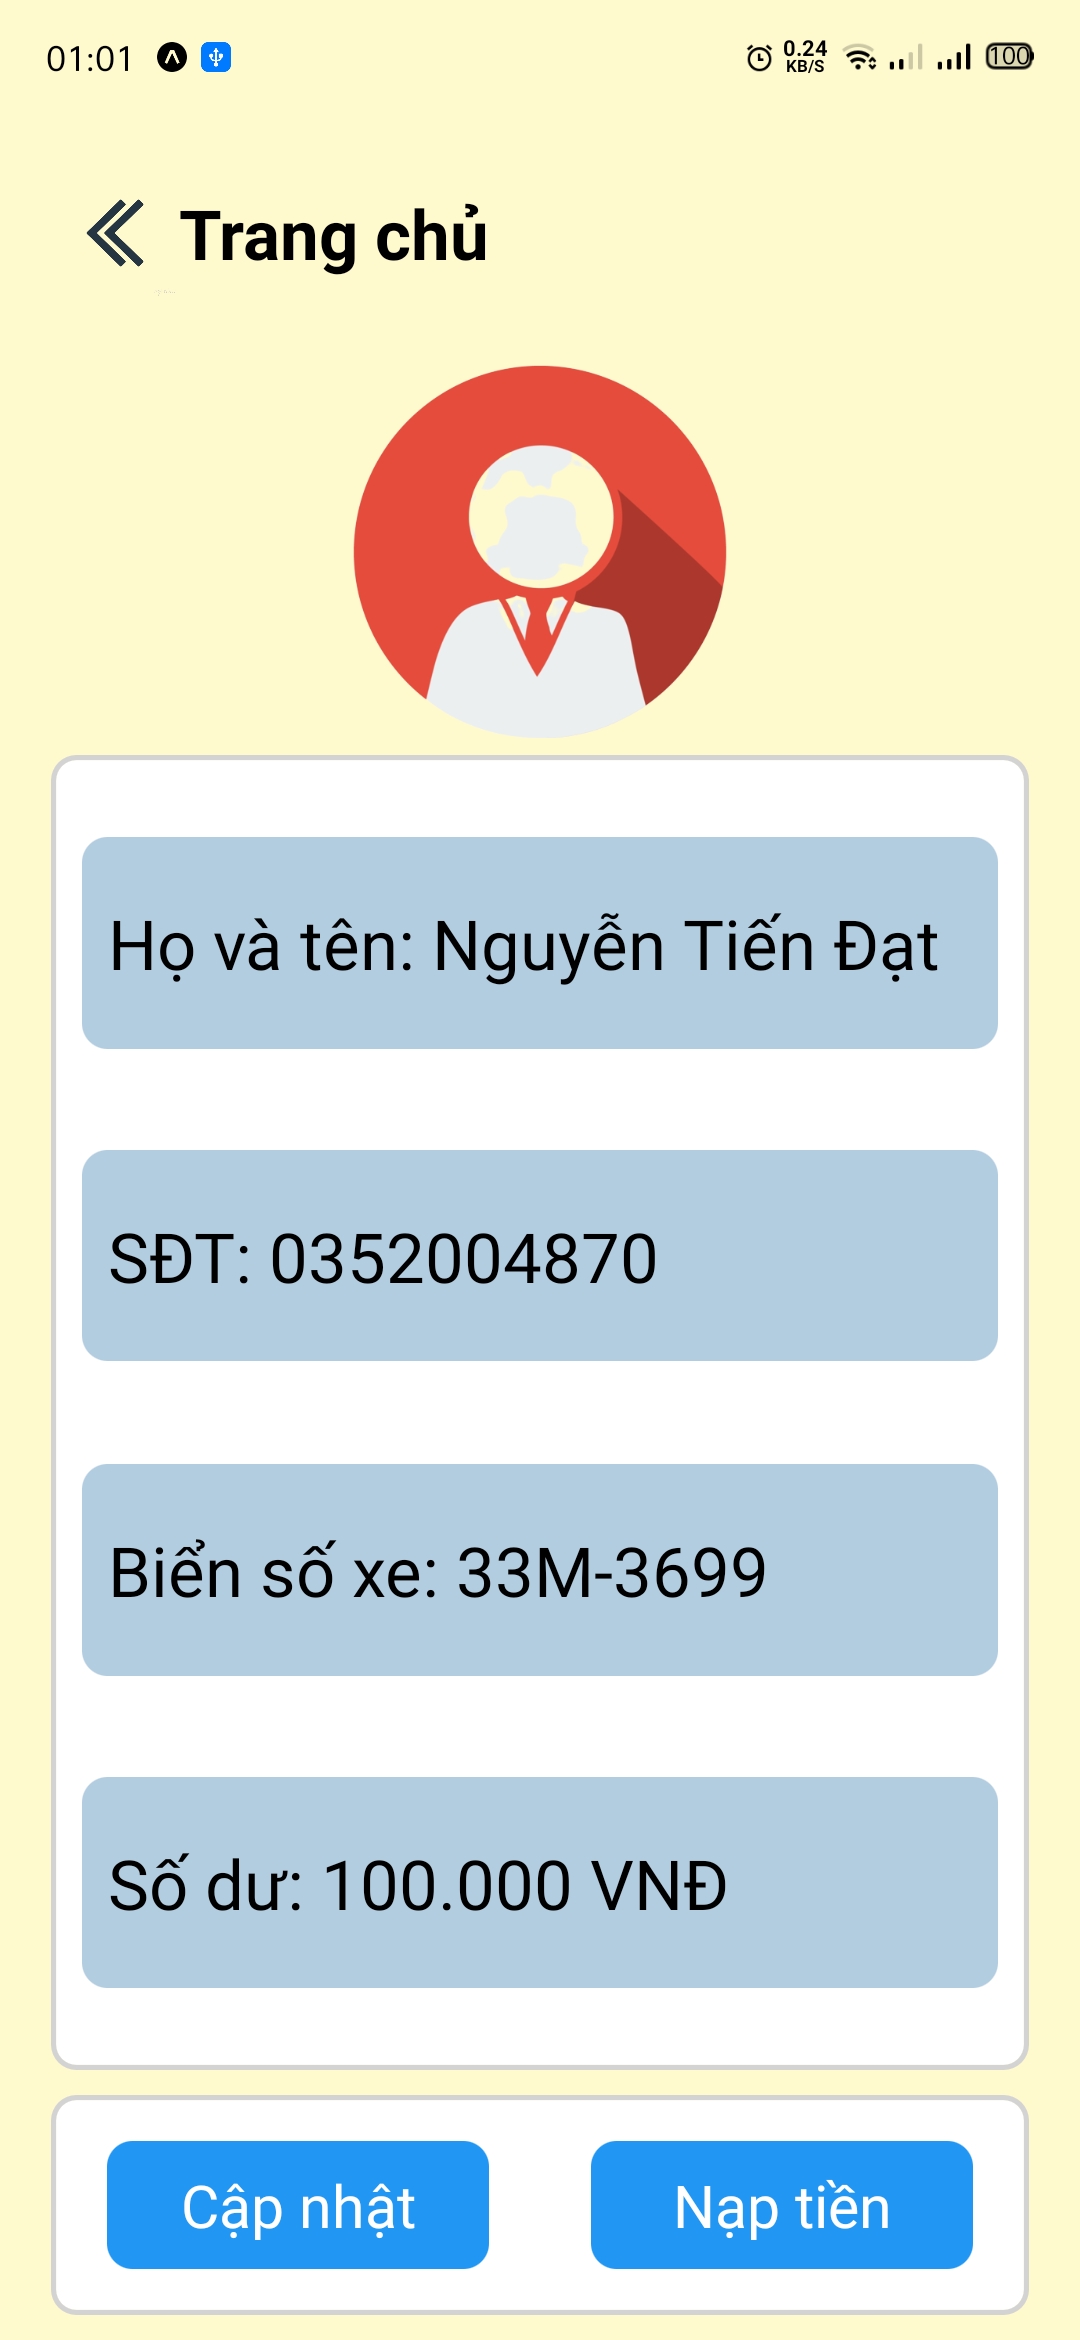 01:01
0.24
KB/S
100
Trang chủ
Họ và tên: Nguyễn Tiến Đạt
SĐT: 0352004870
Biển số xe: 33M-3699
Số dư: 100.000 VNĐ
Cập nhật
Nạp tiền